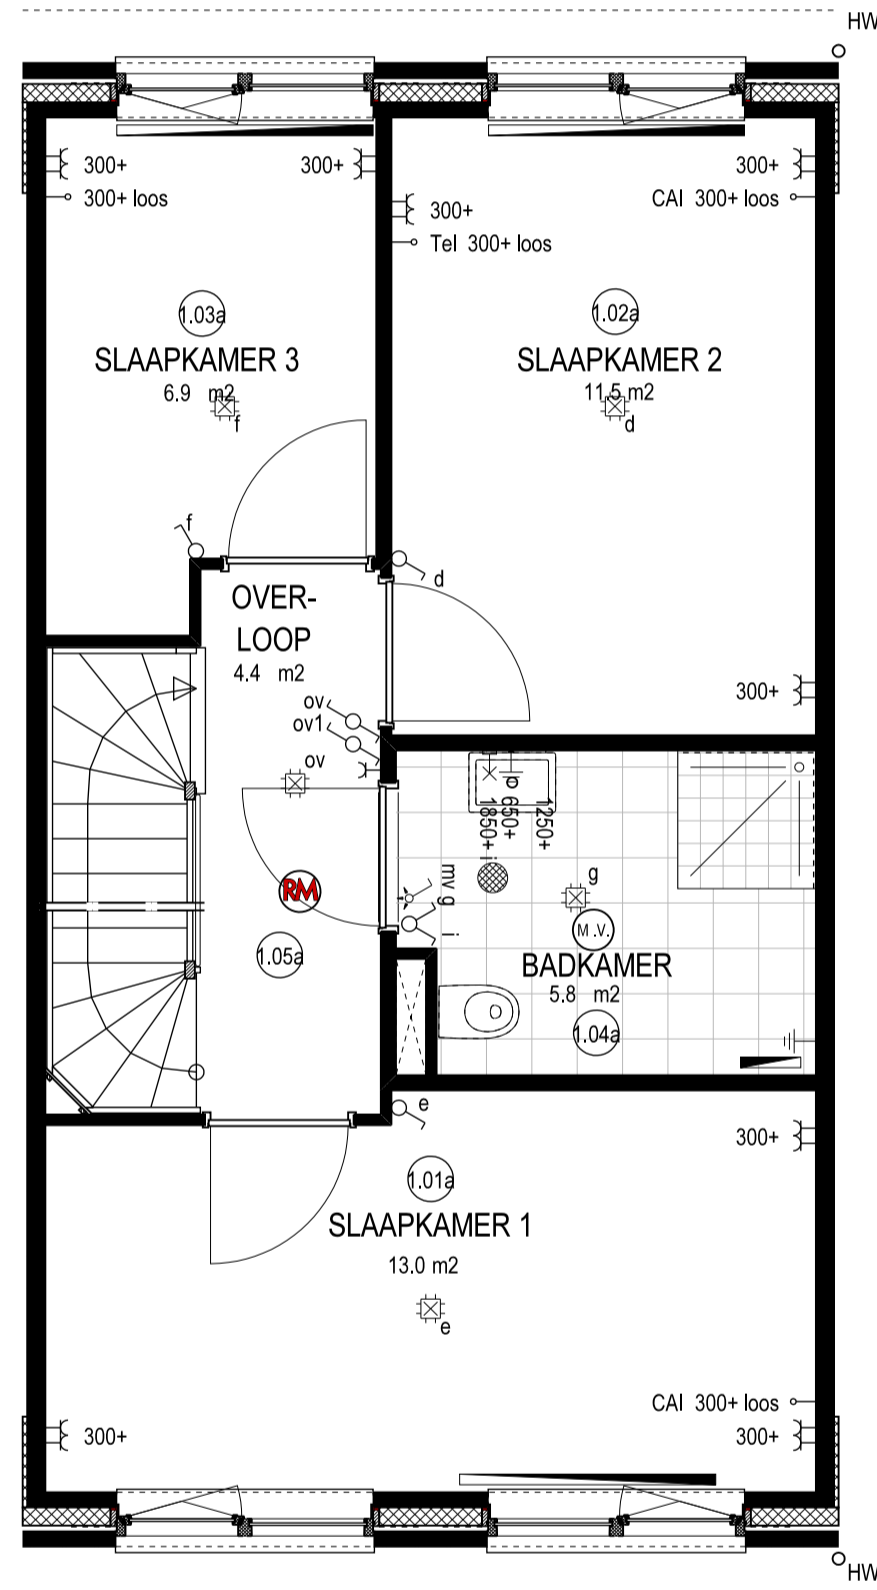 HW
300+
300+
300+
300+ loos
CAI 300+ loos
300+
Tel 300+ loos
1.03a
1.02a
SLAAPKAMER 3
SLAAPKAMER 2
6.9 m2
11.5 m2
f
d
f
d
OVER-
LOOP
4.4 m2
300+
ov
ov1
ov
1250+
650+
1850+ i
g
mv g
i
RM
M.V.
1.05a
BADKAMER
5.8 m2
1.04a
e
300+
1.01a
SLAAPKAMER 1
13.0 m2
e
CAI 300+ loos
300+
300+
HW